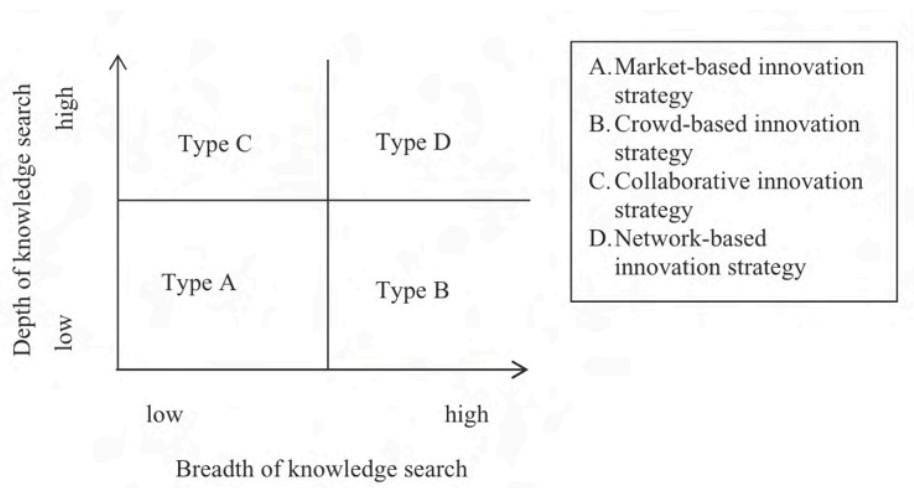 Depth of knowledge search
high
low
Type C
Type D
Type A
Type B
low
high
Breadth of knowledge search
A. Market-based innovation
strategy
B. Crowd-based innovation
strategy
C. Collaborative innovation
strategy
D. Network-based
innovation strategy